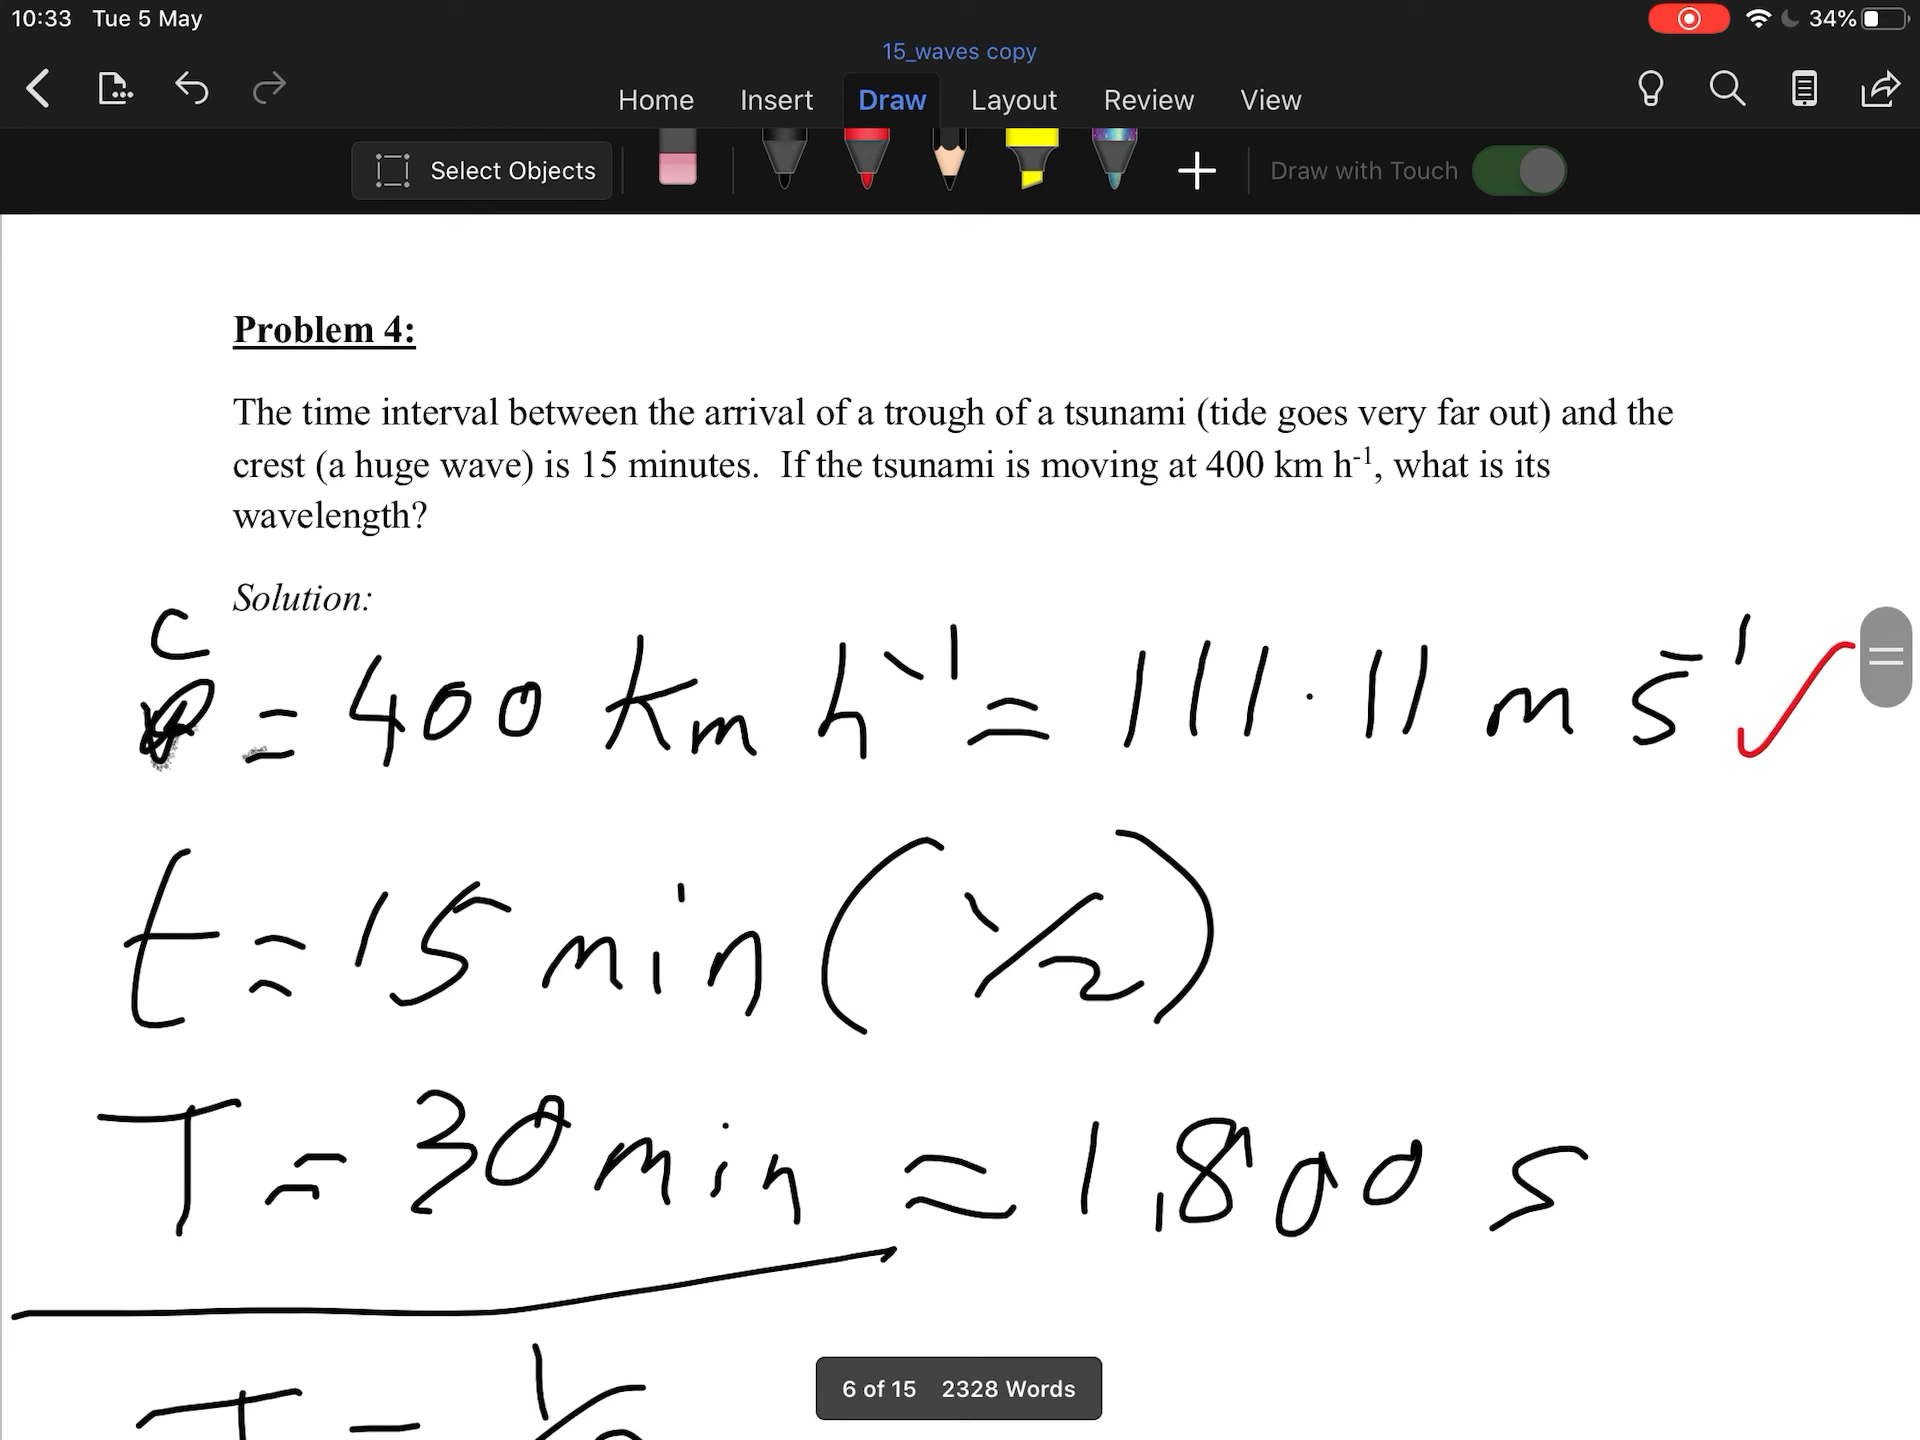 10:33 Tue 5 May 34%
15_waves copy
Home Insert Draw Layout Review View
Select Objects Draw with Touch
Problem 4:
The time interval between the arrival of a trough of a tsunami (tide goes very far out) and the
crest (a huge wave) is 15 minutes. If the tsunami is moving at 400 km h⁻¹, what is its
wavelength?
Solution:
c = 400 km h⁻¹ = 111.11 m s⁻¹
t = 15 min (1/2)
T = 30 min = 1,800 s
6 of 15 2328 Words